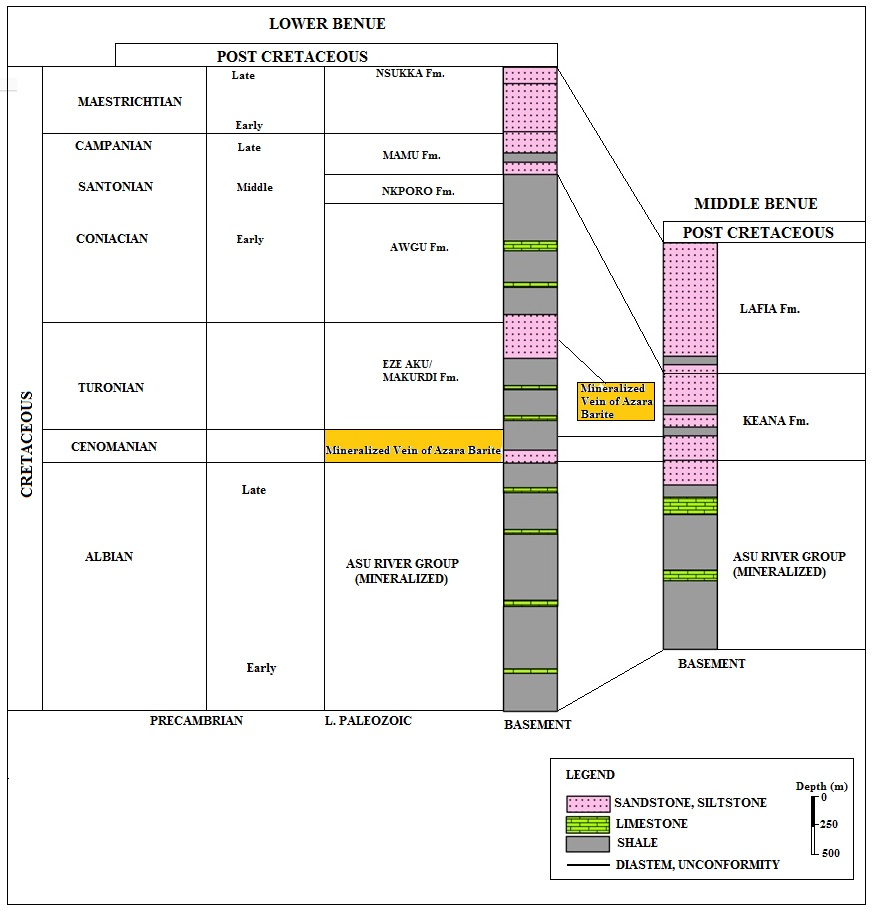 LOWER BENUE
POST CRETACEOUS
CRETACEOUS
MAESTRICHTIAN
Late
Early
NSUKKA Fm.
CAMPANIAN
Late
MAMU Fm.
SANTONIAN
Middle
NKPORO Fm.
CONIACIAN
Early
AWGU Fm.
TURONIAN
EZE AKU/
MAKURDI Fm.
CENOMANIAN
Mineralized Vein of Azara Barite
ALBIAN
Late
Early
ASU RIVER GROUP
(MINERALIZED)
PRECAMBRIAN
L. PALEOZOIC
BASEMENT
Mineralized
Vein of Azara
Barite
MIDDLE BENUE
POST CRETACEOUS
LAFIA Fm.
KEANA Fm.
ASU RIVER GROUP
(MINERALIZED)
BASEMENT
LEGEND
SANDSTONE, SILTSTONE
LIMESTONE
SHALE
DIASTEM, UNCONFORMITY
Depth (m)
0
250
500